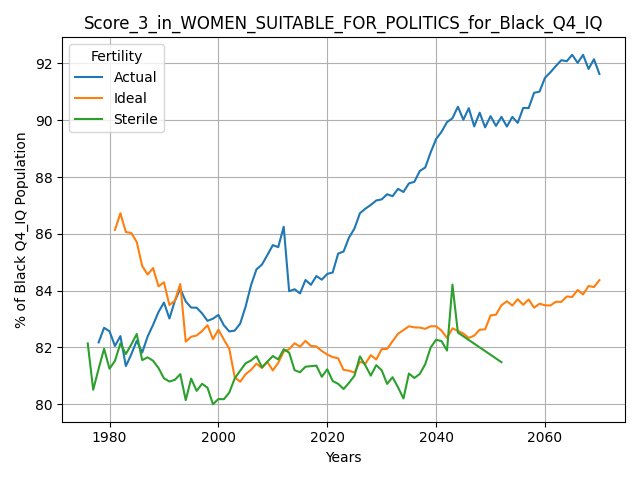 Score_3_in_WOMEN_SUITABLE_FOR_POLITICS_for_Black_Q4_IQ
Fertility
Actual
Ideal
Sterile
% of Black Q4_IQ Population
92
90
88
86
84
82
80
1980
2000
2020
2040
2060
Years